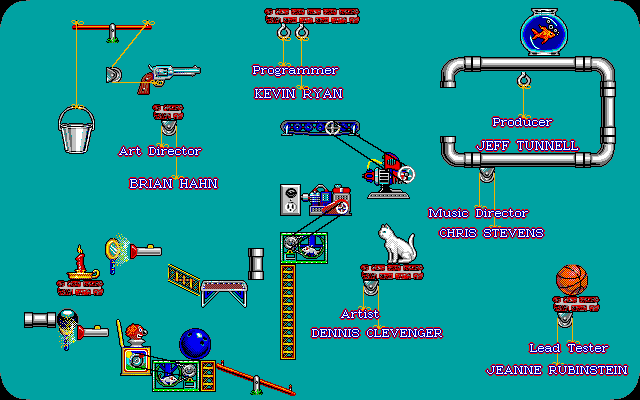 Programmer
KEVIN RYAN
Producer
JEFF TUNNELL
Art Director
BRIAN HAHN
Music Director
CHRIS STEVENS
Artist
DENNIS CLEVENGER
Lead Tester
JEANNE RUBINSTEIN